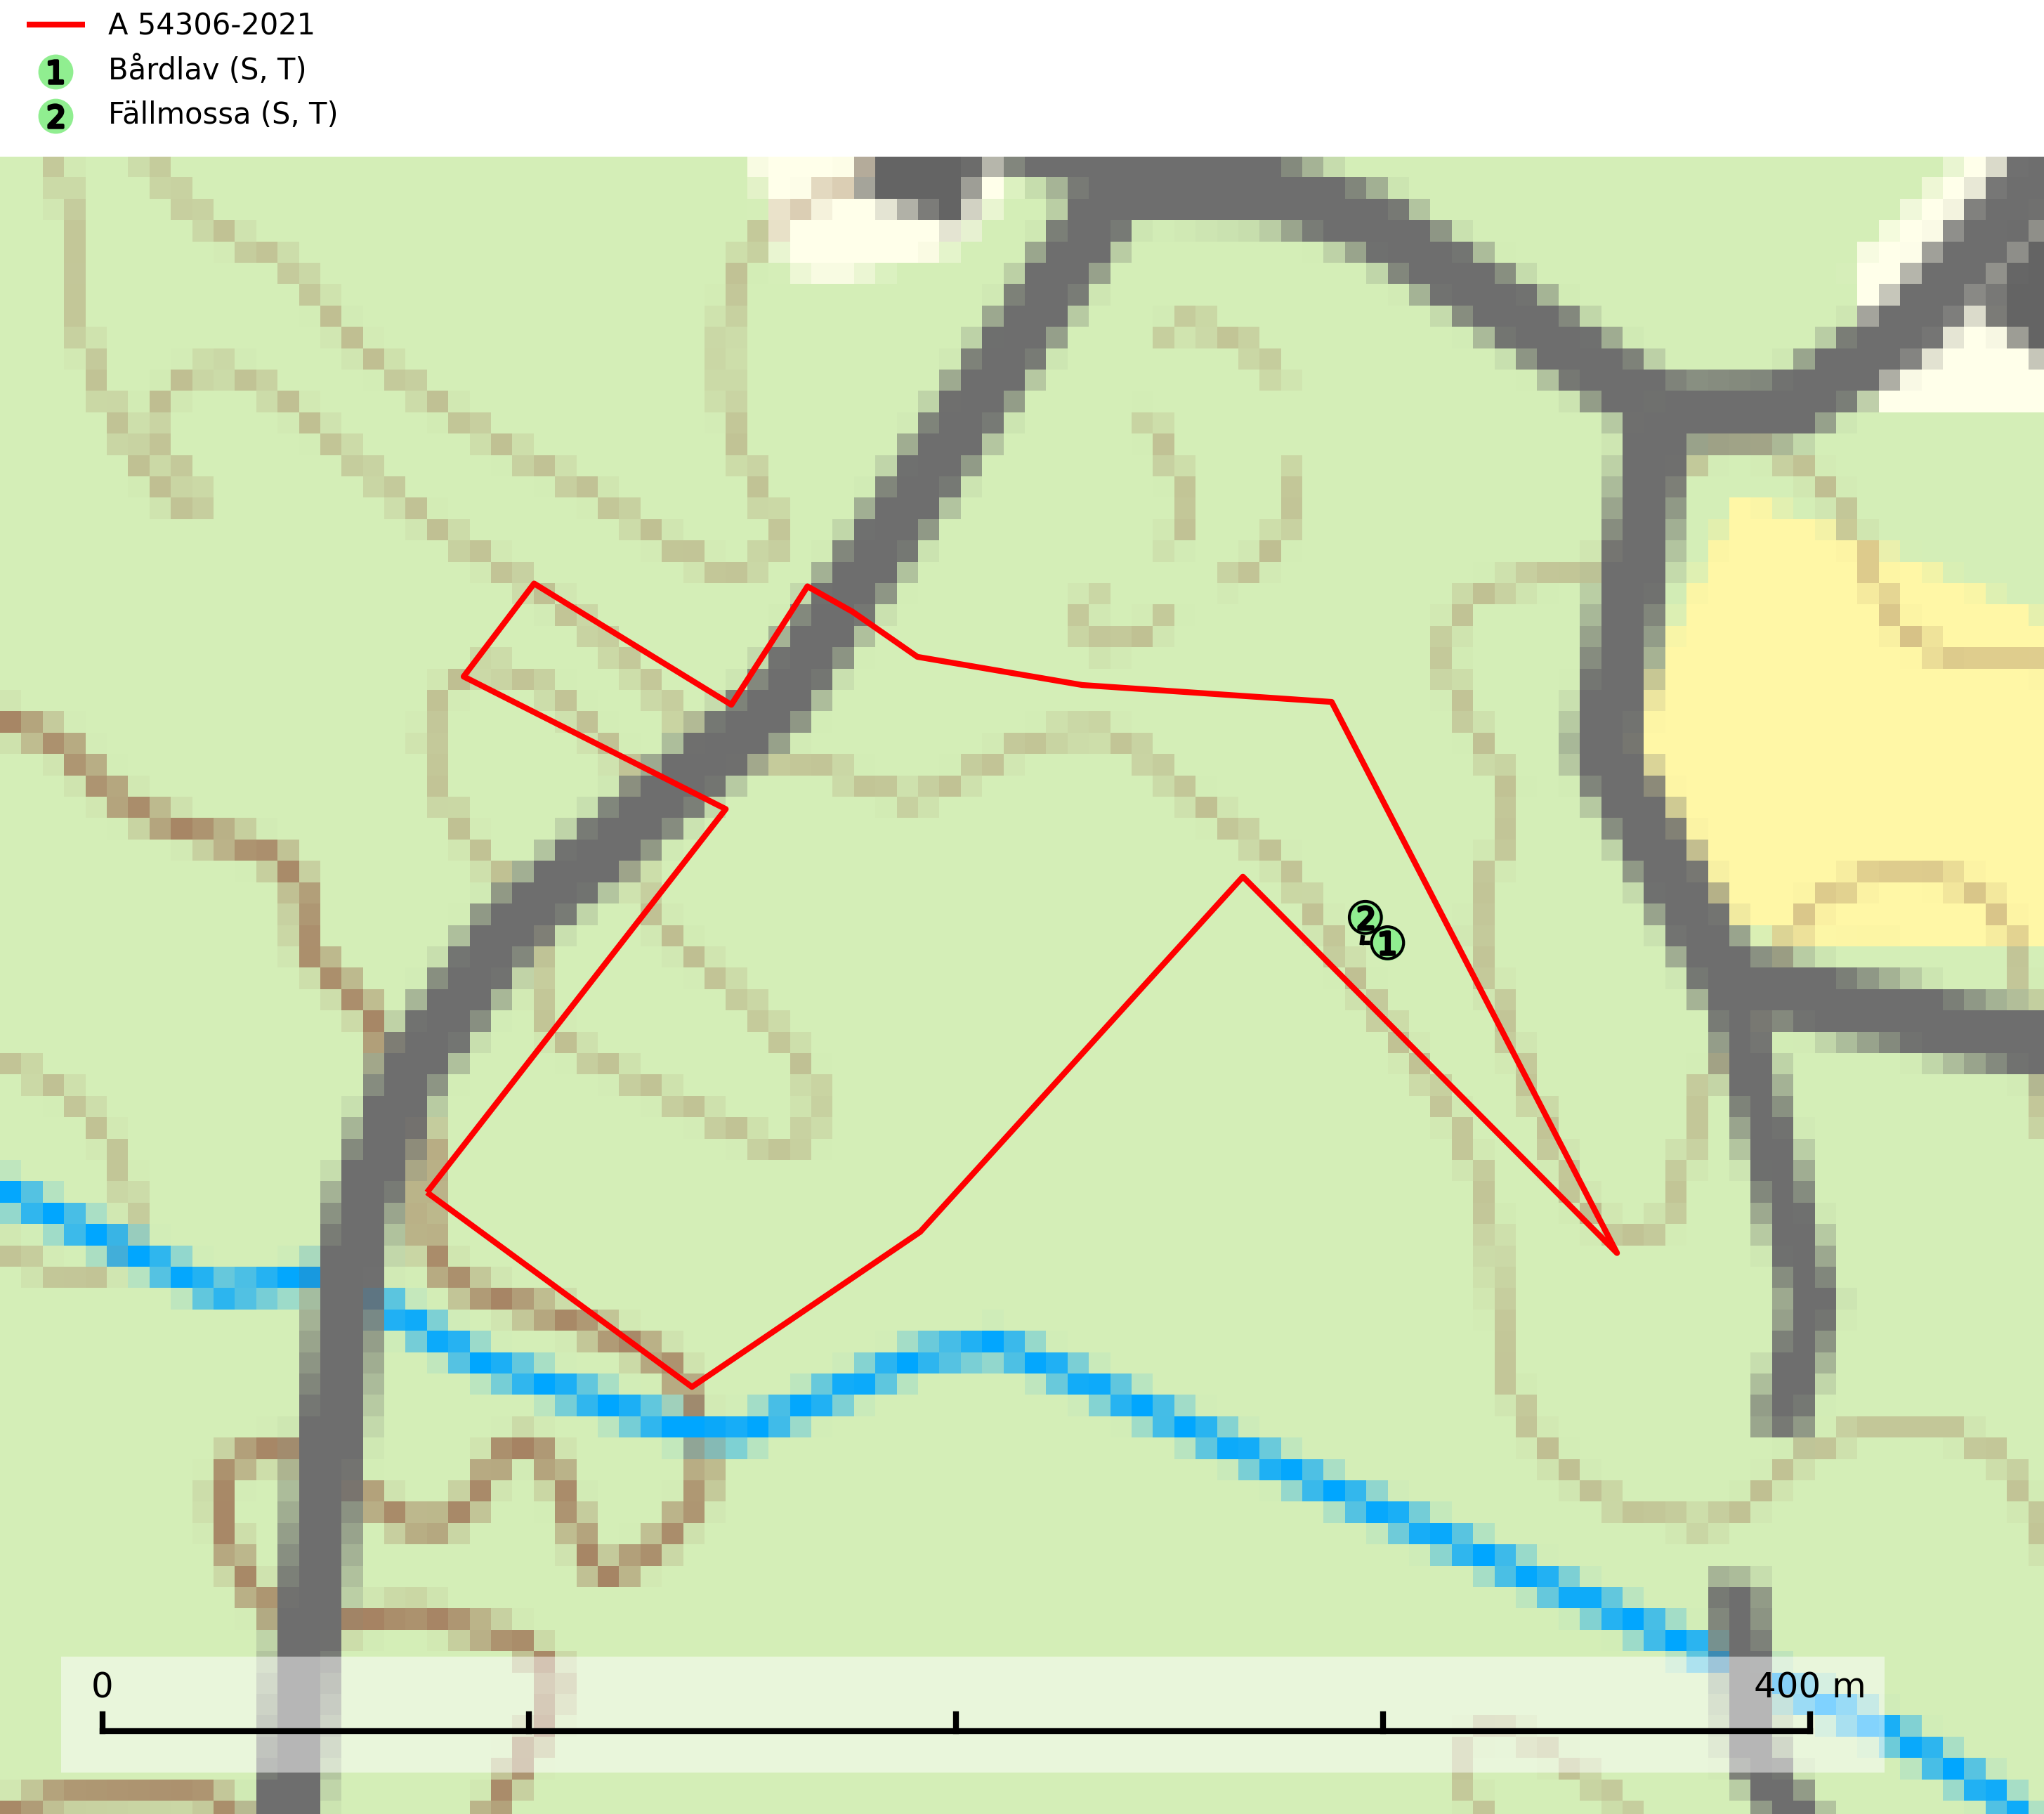 A 54306-2021
1 Bårdlav (S, T)
2 Fällmossa (S, T)
2
1
0 400 m